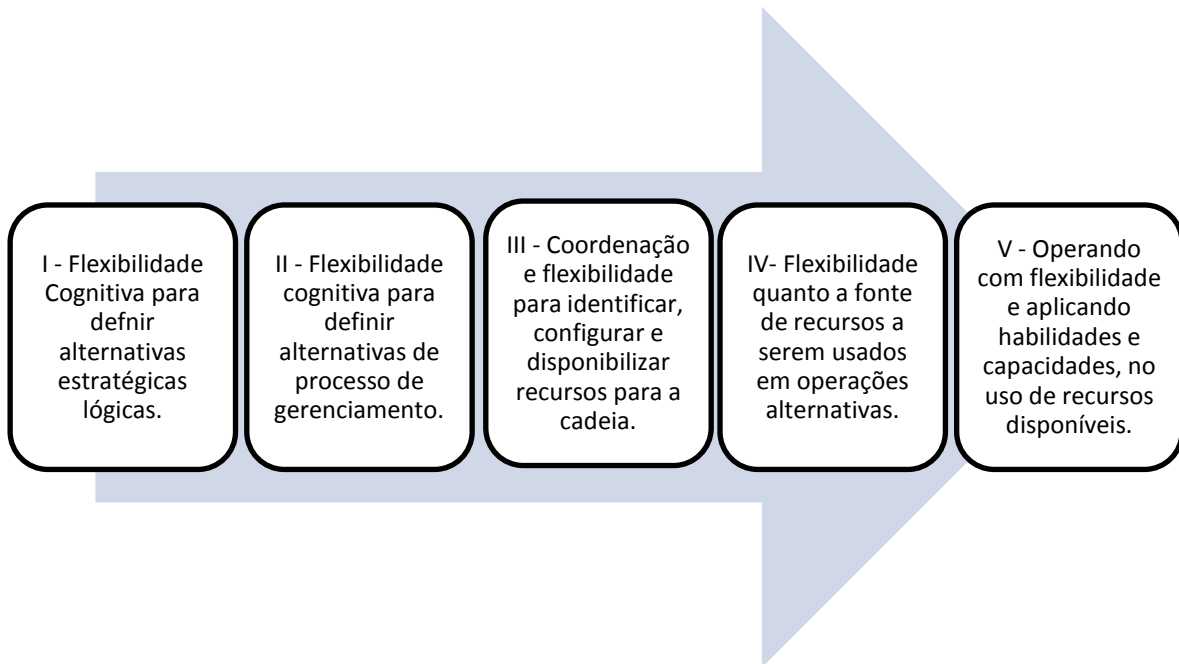 I - Flexibilidade
Cognitiva para
defnir
alternativas
estratégicas
lógicas.
II - Flexibilidade
cognitiva para
definir
alternativas de
processo de
gerenciamento.
III - Coordenação
e flexibilidade
para identificar,
configurar e
disponibilizar
recursos para a
cadeia.
IV- Flexibilidade
quanto a fonte
de recursos a
serem usados
em operações
alternativas.
V - Operando
com flexibilidade
e aplicando
habilidades e
capacidades, no
uso de recursos
disponíveis.